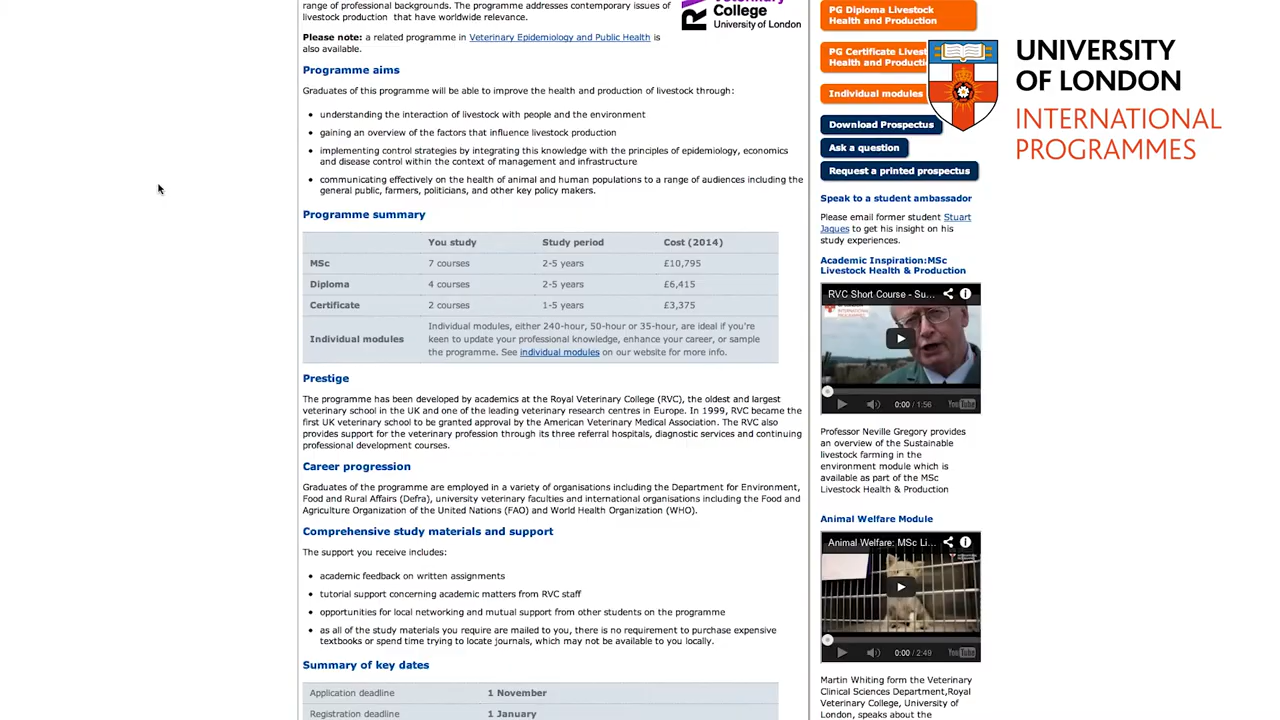 range of professional backgrounds. The programme addresses contemporary issues of
livestock production that have worldwide relevance.
Please note: a related programme in Veterinary Epidemiology and Public Health is
also available.
College
University of London
Programme aims
Graduates of this programme will be able to improve the health and production of livestock through:
• understanding the interaction of livestock with people and the environment
• gaining an overview of the factors that influence livestock production
• implementing control strategies by integrating this knowledge with the principles of epidemiology, economics
and disease control within the context of management and infrastructure
• communicating effectively on the health of animal and human populations to a range of audiences including the
general public, farmers, politicians, and other key policy makers.
Programme summary
You study Study period Cost (2014)
MSc 7 courses 2-5 years £10,795
Diploma 4 courses 2-5 years £6,415
Certificate 2 courses 1-5 years £3,375
Individual modules, either 240-hour, 50-hour or 35-hour, are ideal if you're
Individual modules keen to update your professional knowledge, enhance your career, or sample
the programme. See individual modules on our website for more info.
Prestige
The programme has been developed by academics at the Royal Veterinary College (RVC), the oldest and largest
veterinary school in the UK and one of the leading veterinary research centres in Europe. In 1999, RVC became the
first UK veterinary school to be granted approval by the American Veterinary Medical Association. The RVC also
provides support for the veterinary profession through its three referral hospitals, diagnostic services and continuing
professional development courses.
Career progression
Graduates of the programme are employed in a variety of organisations including the Department for Environment,
Food and Rural Affairs (Defra), university veterinary faculties and international organisations including the Food and
Agriculture Organization of the United Nations (FAO) and World Health Organization (WHO).
Comprehensive study materials and support
The support you receive includes:
• academic feedback on written assignments
• tutorial support concerning academic matters from RVC staff
• opportunities for local networking and mutual support from other students on the programme
• as all of the study materials you require are mailed to you, there is no requirement to purchase expensive
textbooks or spend time trying to locate journals, which may not be available to you locally.
Summary of key dates
Application deadline 1 November
Registration deadline 1 January
PG Diploma Livestock
Health and Production
PG Certificate
Health and
Individual modules
Download Prospectus
Ask a question
Request a printed prospectus
Speak to a student ambassador
Please email former student Stuart
Jaques to get his insight on his
study experiences.
Academic Inspiration:MSc
Livestock Health & Production
RVC Short Course - Su...
0:00 / 1:56 YouTube
Professor Neville Gregory provides
an overview of the Sustainable
livestock farming in the
environment module which is
available as part of the MSc
Livestock Health & Production
Animal Welfare Module
Animal Welfare: MSc Li...
0:00 / 2:49 YouTube
Martin Whiting form the Veterinary
Clinical Sciences Department,Royal
Veterinary College, University of
London, speaks about the
UNIVERSITY
OF LONDON
INTERNATIONAL
PROGRAMMES